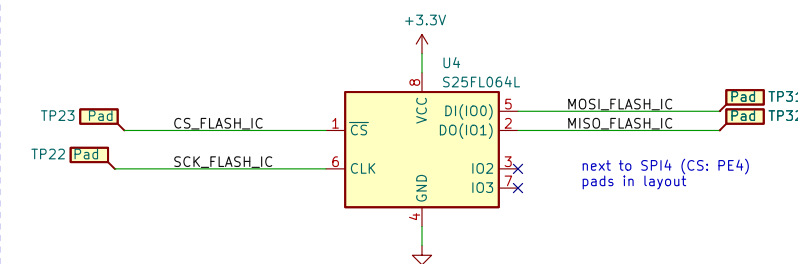 +3.3V
U4
S25FL064L
8
VCC
TP23
Pad
CS_FLASH_IC
1
CS
TP22
Pad
SCK_FLASH_IC
6
CLK
DI(IO0)
5
MOSI_FLASH_IC
Pad
TP31
DO(IO1)
2
MISO_FLASH_IC
Pad
TP32
IO2
3
IO3
7
next to SPI4 (CS: PE4)
pads in layout
GND
4